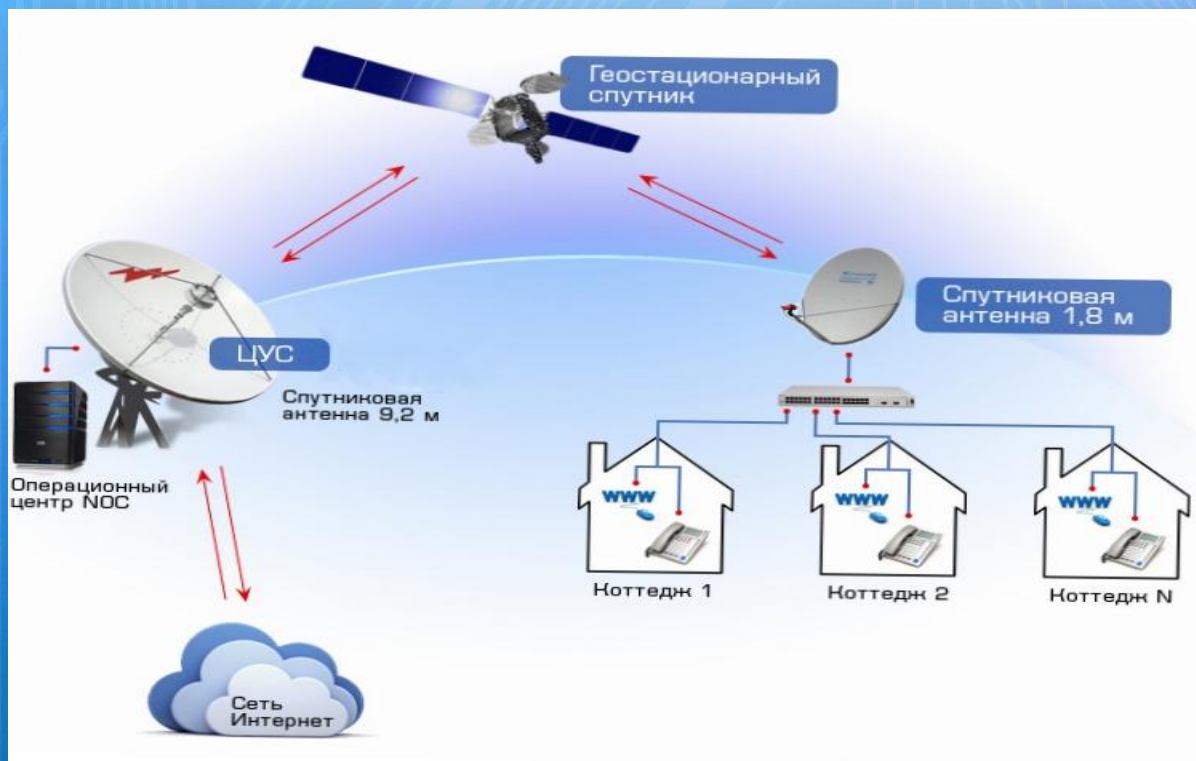 Геостационарный
спутник
Спутниковая
антенна 1,8 м
ЦУС
Спутниковая
антенна 9,2 м
Операционный
центр NOC
www
www
www
Коттедж 1
Коттедж 2
Коттедж N
Сеть
Интернет